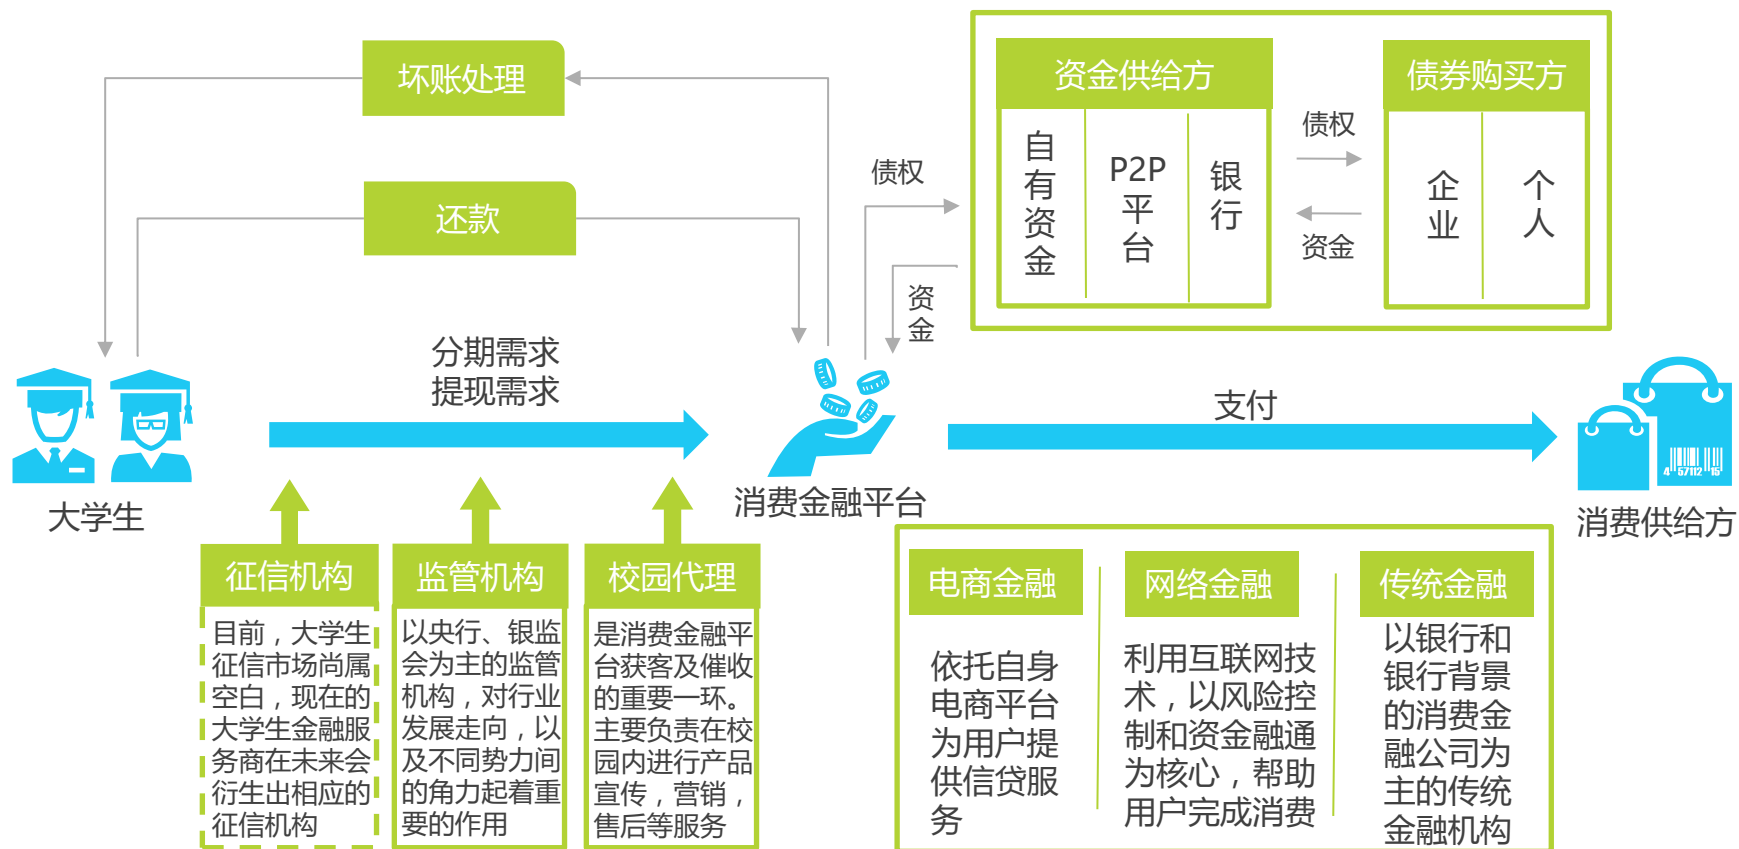 坏账处理
还款
资金供给方
债券购买方
自有资金
P2P
平台
银行
企业
个人
债权
资金
债权
资金
分期需求
提现需求
支付
大学生
消费金融平台
消费供给方
4 57112 15
征信机构
目前，大学生
征信市场尚属
空白，现在的
大学生金融服
务商在未来会
衍生出相应的
征信机构
监管机构
以央行、银监
会为主的监管
机构，对行业
发展走向，以
及不同势力间
的角力起着重
要的作用
校园代理
是消费金融平
台获客及催收
的重要一环。
主要负责在校
园内进行产品
宣传，营销，
售后等服务
电商金融
依托自身
电商平台
为用户提
供信贷服
务
网络金融
利用互联网技
术，以风险控
制和资金融通
为核心，帮助
用户完成消费
传统金融
以银行和
银行背景
的消费金
融公司为
主的传统
金融机构